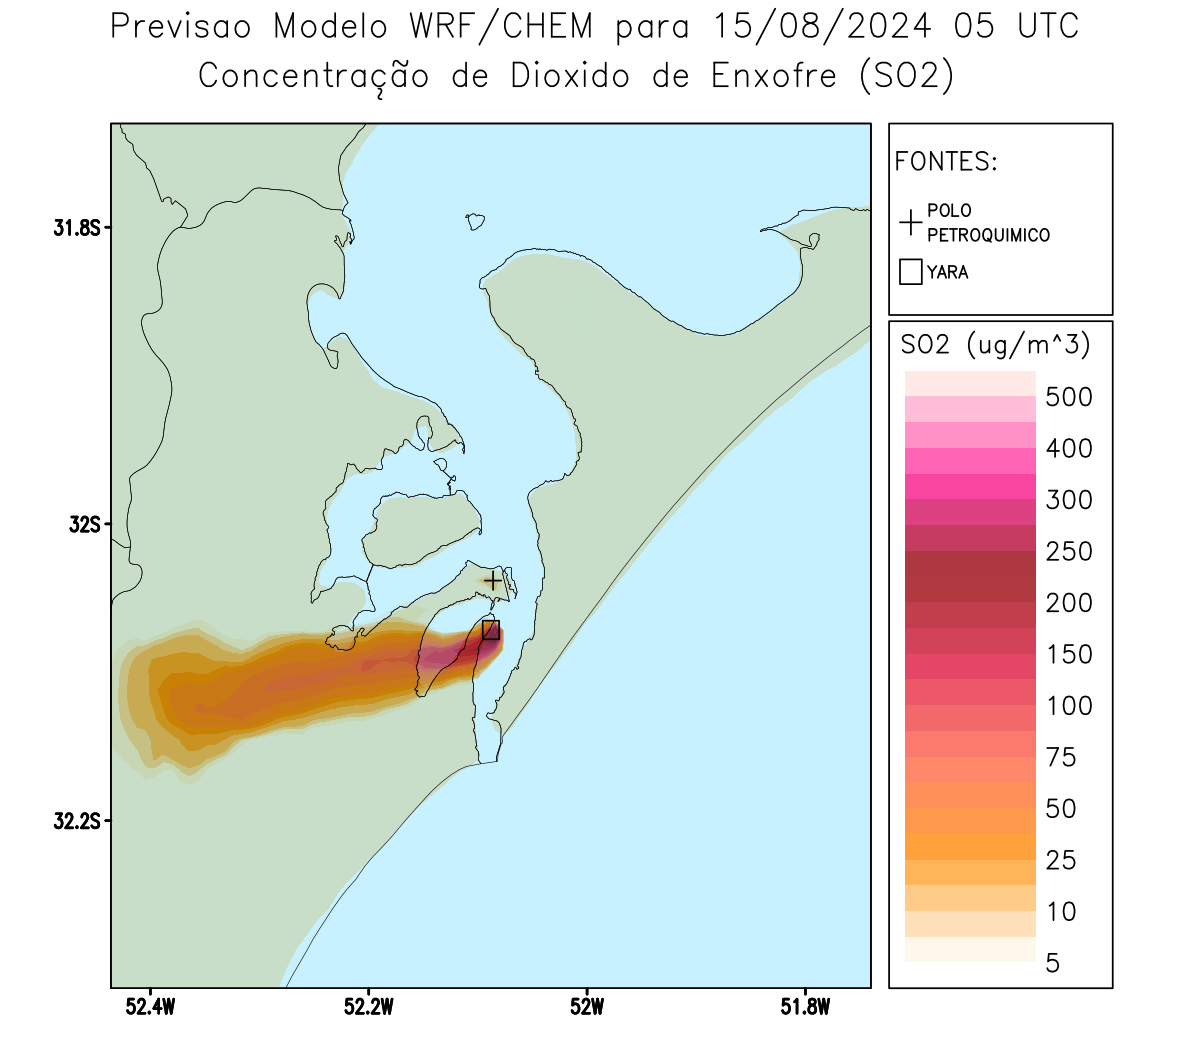 Previsao Modelo WRF/CHEM para 15/08/2024 05 UTC
Concentração de Dioxido de Enxofre (SO2)
FONTES:
POLO
PETROQUIMICO
YARA
SO2 (ug/m^3)
500
400
300
250
200
150
100
75
50
25
10
5
31.8S
32S
32.2S
52.4W
52.2W
52W
51.8W